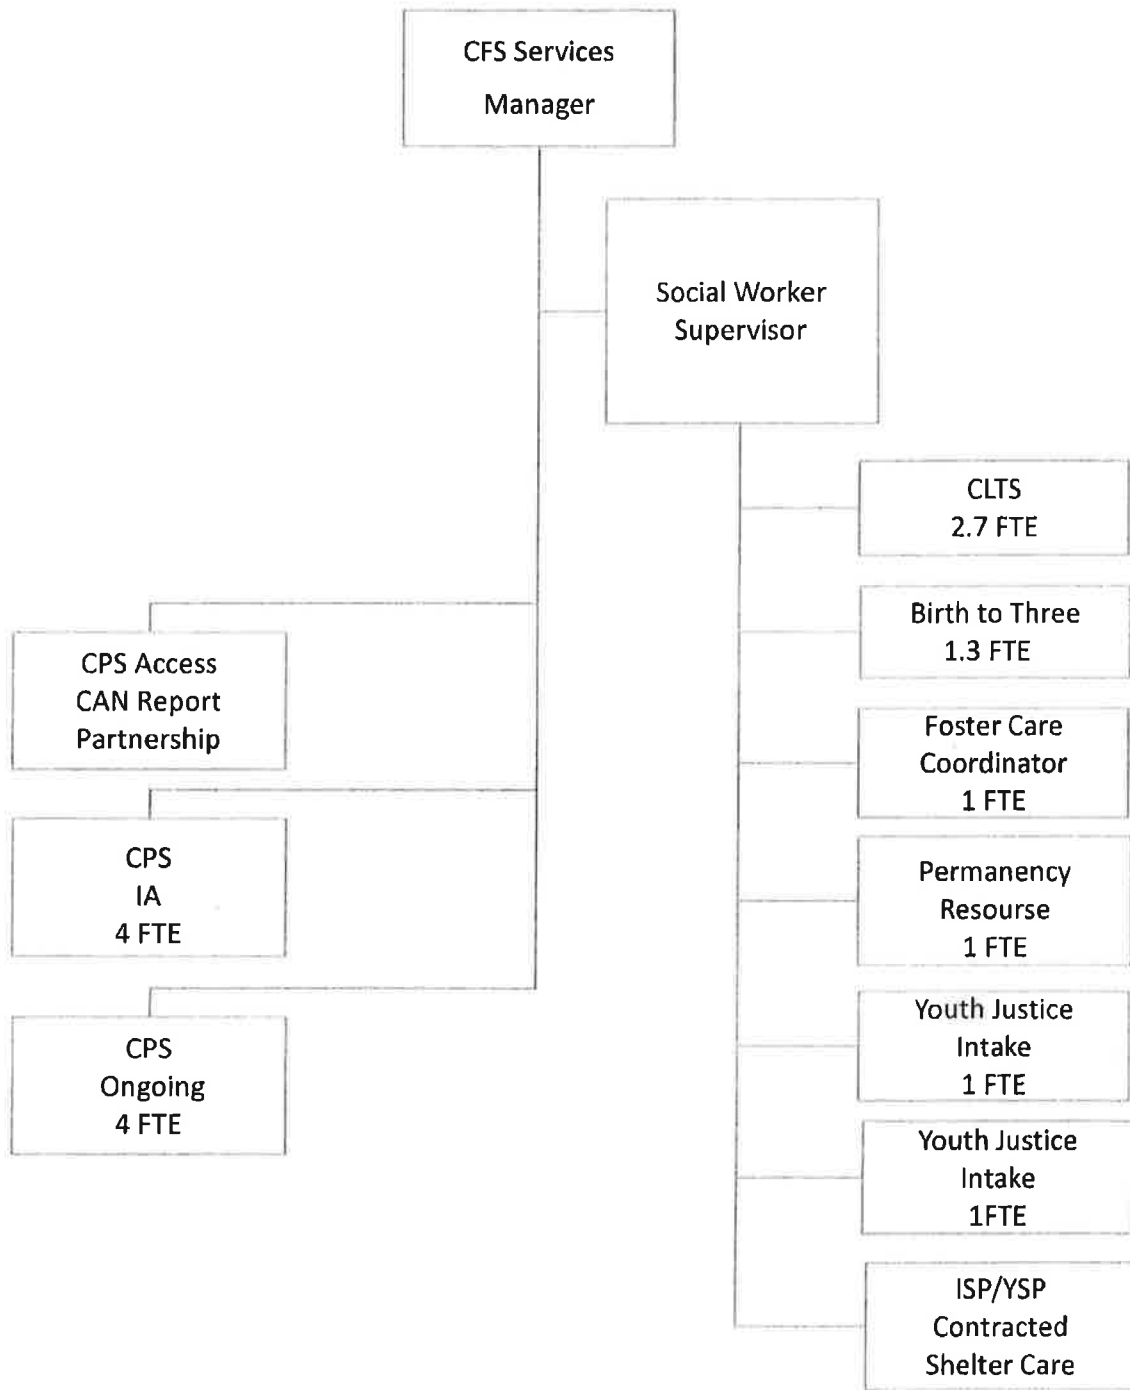 CFS Services
Manager
Social Worker
Supervisor
CLTS
2.7 FTE
Birth to Three
1.3 FTE
Foster Care
Coordinator
1 FTE
Permanency
Resourse
1 FTE
Youth Justice
Intake
1 FTE
Youth Justice
Intake
1FTE
ISP/YSP
Contracted
Shelter Care
CPS Access
CAN Report
Partnership
CPS
IA
4 FTE
CPS
Ongoing
4 FTE